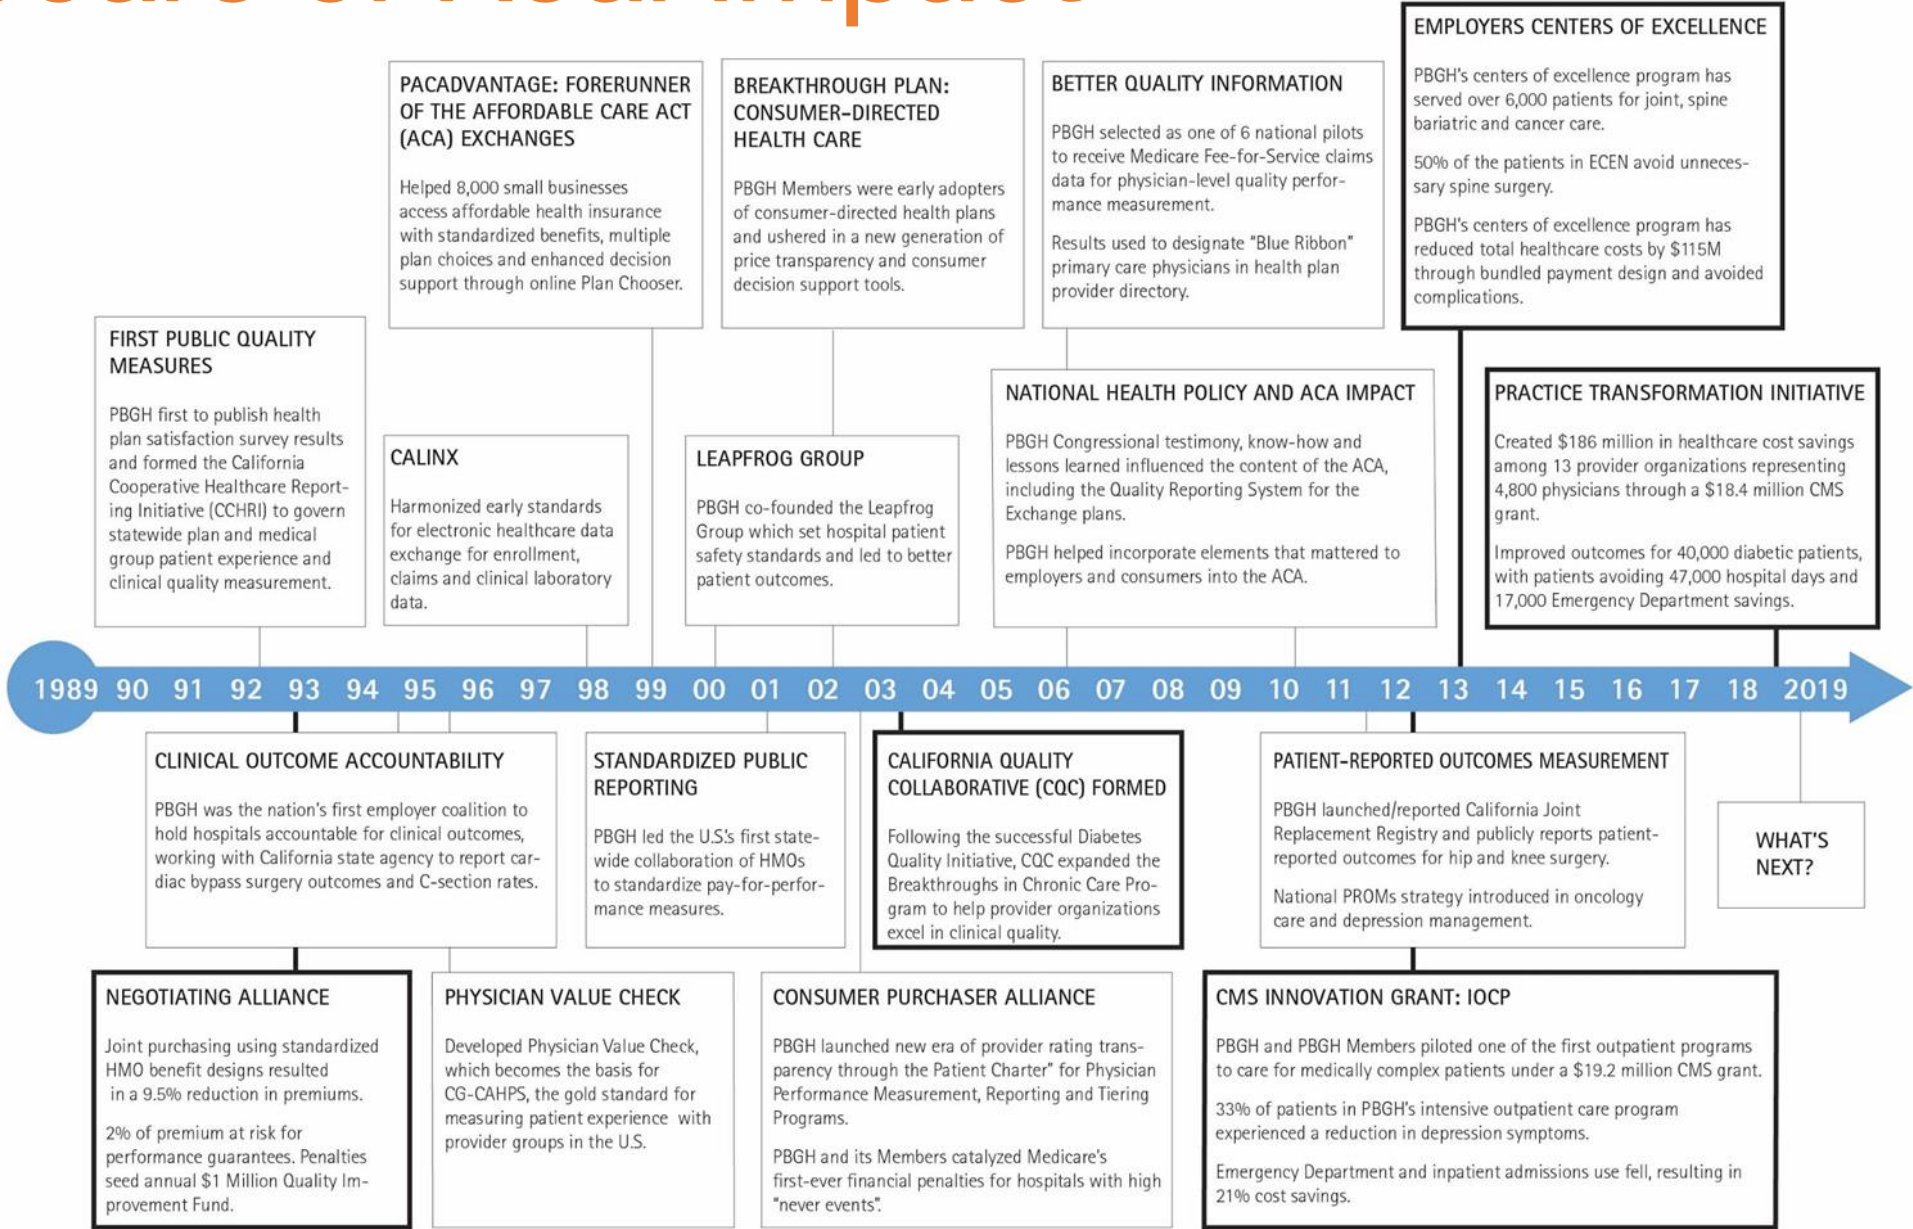 EMPLOYERS CENTERS OF EXCELLENCE
PBGH's centers of excellence program has
served over 6,000 patients for joint, spine
bariatric and cancer care.
50% of the patients in ECEN avoid unneces-
sary spine surgery.
PBGH's centers of excellence program has
reduced total healthcare costs by $115M
through bundled payment design and avoided
complications.
PACADVANTAGE: FORERUNNER
OF THE AFFORDABLE CARE ACT
(ACA) EXCHANGES
Helped 8,000 small businesses
access affordable health insurance
with standardized benefits, multiple
plan choices and enhanced decision
support through online Plan Chooser.
BREAKTHROUGH PLAN:
CONSUMER-DIRECTED
HEALTH CARE
PBGH Members were early adopters
of consumer-directed health plans
and ushered in a new generation of
price transparency and consumer
decision support tools.
BETTER QUALITY INFORMATION
PBGH selected as one of 6 national pilots
to receive Medicare Fee-for-Service claims
data for physician-level quality perfor-
mance measurement.
Results used to designate "Blue Ribbon"
primary care physicians in health plan
provider directory.
FIRST PUBLIC QUALITY
MEASURES
PBGH first to publish health
plan satisfaction survey results
and formed the California
Cooperative Healthcare Report-
ing Initiative (CCHRI) to govern
statewide plan and medical
group patient experience and
clinical quality measurement.
CALINX
Harmonized early standards
for electronic healthcare data
exchange for enrollment,
claims and clinical laboratory
data.
LEAPFROG GROUP
PBGH co-founded the Leapfrog
Group which set hospital patient
safety standards and led to better
patient outcomes.
NATIONAL HEALTH POLICY AND ACA IMPACT
PBGH Congressional testimony, know-how and
lessons learned influenced the content of the ACA,
including the Quality Reporting System for the
Exchange plans.
PBGH helped incorporate elements that mattered to
employers and consumers into the ACA.
PRACTICE TRANSFORMATION INITIATIVE
Created $186 million in healthcare cost savings
among 13 provider organizations representing
4,800 physicians through a $18.4 million CMS
grant.
Improved outcomes for 40,000 diabetic patients,
with patients avoiding 47,000 hospital days and
17,000 Emergency Department savings.
1989 90 91 92 93 94 95 96 97 98 99 00 01 02 03 04 05 06 07 08 09 10 11 12 13 14 15 16 17 18 2019
CLINICAL OUTCOME ACCOUNTABILITY
PBGH was the nation's first employer coalition to
hold hospitals accountable for clinical outcomes,
working with California state agency to report car-
diac bypass surgery outcomes and C-section rates.
STANDARDIZED PUBLIC
REPORTING
PBGH led the U.S.'s first state-
wide collaboration of HMOs
to standardize pay-for-perfor-
mance measures.
CALIFORNIA QUALITY
COLLABORATIVE (CQC) FORMED
Following the successful Diabetes
Quality Initiative, CQC expanded the
Breakthroughs in Chronic Care Pro-
gram to help provider organizations
excel in clinical quality.
PATIENT-REPORTED OUTCOMES MEASUREMENT
PBGH launched/reported California Joint
Replacement Registry and publicly reports patient-
reported outcomes for hip and knee surgery.
National PROMs strategy introduced in oncology
care and depression management.
WHAT'S
NEXT?
NEGOTIATING ALLIANCE
Joint purchasing using standardized
HMO benefit designs resulted
in a 9.5% reduction in premiums.
2% of premium at risk for
performance guarantees. Penalties
seed annual $1 Million Quality Im-
provement Fund.
PHYSICIAN VALUE CHECK
Developed Physician Value Check,
which becomes the basis for
CG-CAHPS, the gold standard for
measuring patient experience with
provider groups in the U.S.
CONSUMER PURCHASER ALLIANCE
PBGH launched new era of provider rating trans-
parency through the Patient Charter" for Physician
Performance Measurement, Reporting and Tiering
Programs.
PBGH and its Members catalyzed Medicare's
first-ever financial penalties for hospitals with high
"never events".
CMS INNOVATION GRANT: IOCP
PBGH and PBGH Members piloted one of the first outpatient programs
to care for medically complex patients under a $19.2 million CMS grant.
33% of patients in PBGH's intensive outpatient care program
experienced a reduction in depression symptoms.
Emergency Department and inpatient admissions use fell, resulting in
21% cost savings.